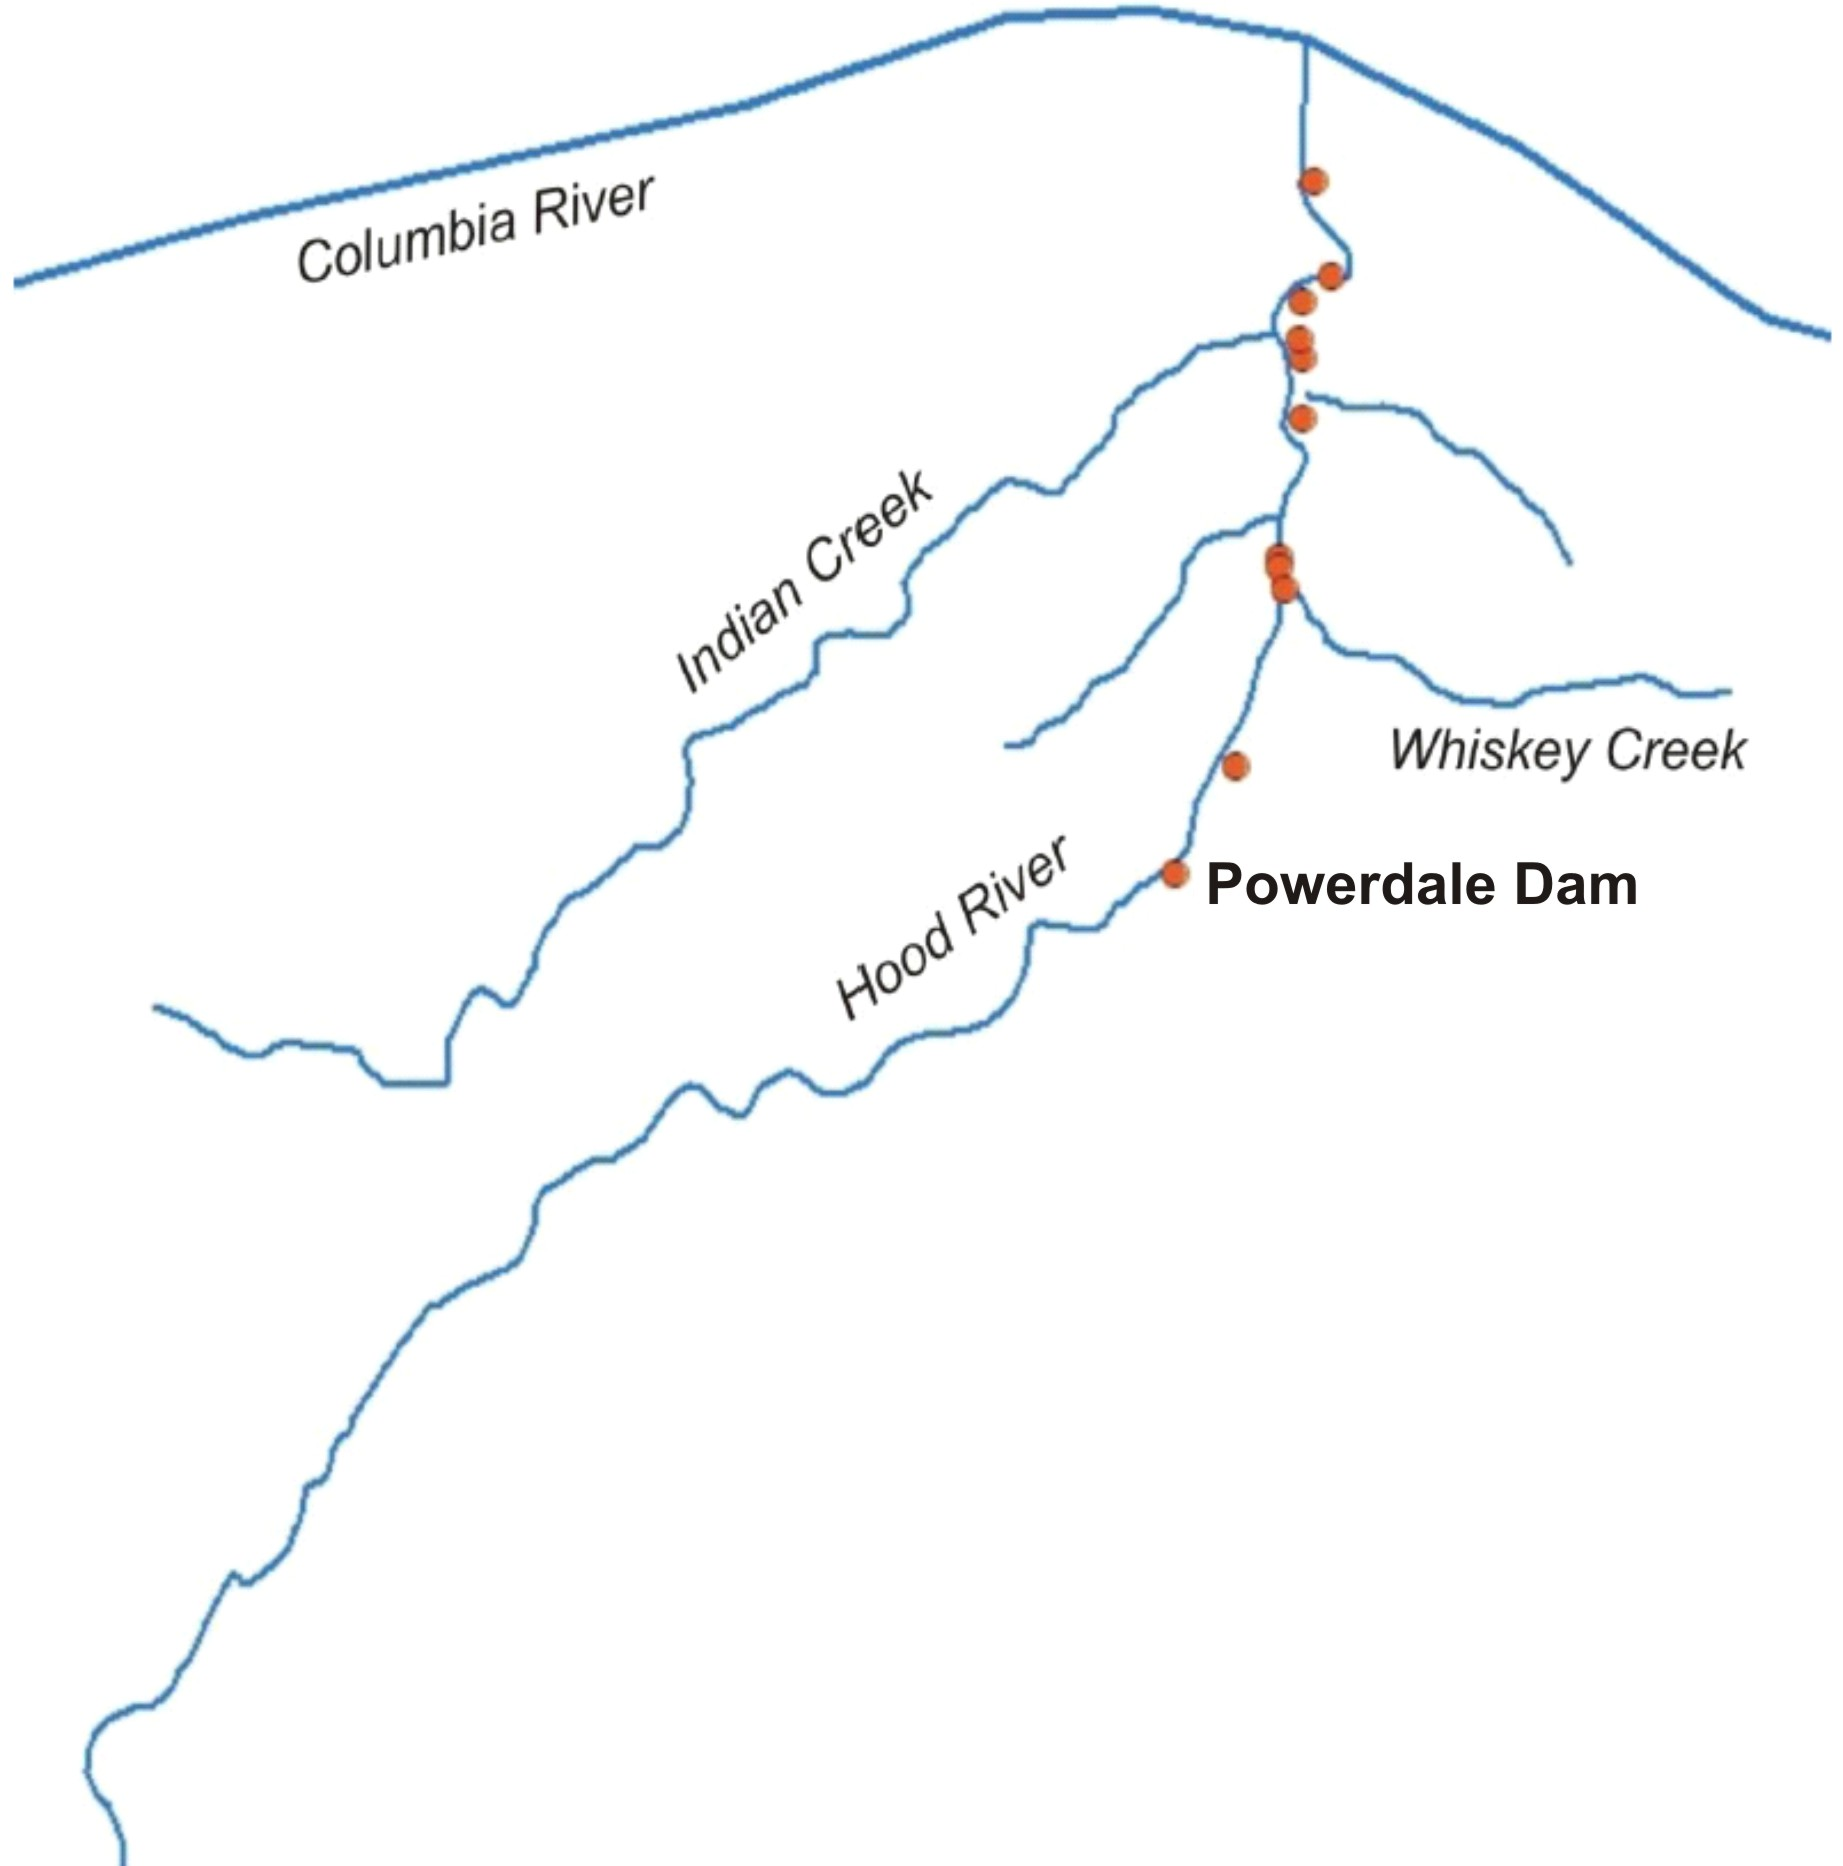 Columbia River
Indian Creek
Whiskey Creek
Hood River
Powerdale Dam